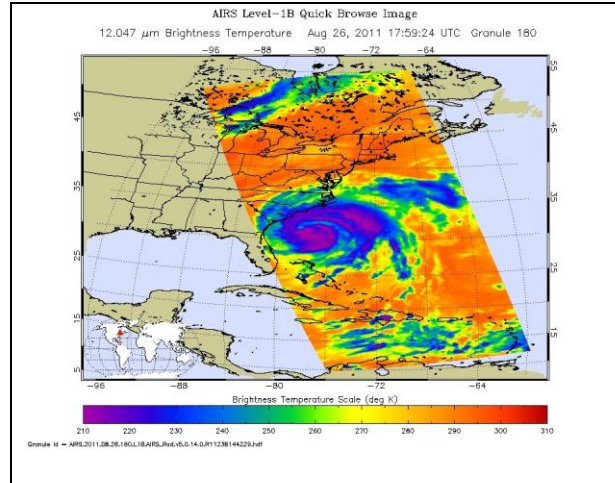 AIRS Level-1B Quick Browse Image
12.047 μm Brightness Temperature Aug 26, 2011 17:59:24 UTC Granule 180
-96 -88 -80 -72 -64
55 55
45 45
35 35
25 25
15 15
5 5
-96 -88 -80 -72 -64
Brightness Temperature Scale (deg K)
210 220 230 240 250 260 270 280 290 300 310
Granule Id = AIRS.2011.08.26.180.L1B.AIRS_Rad.v5.0.14.0.R11238144229.hdf